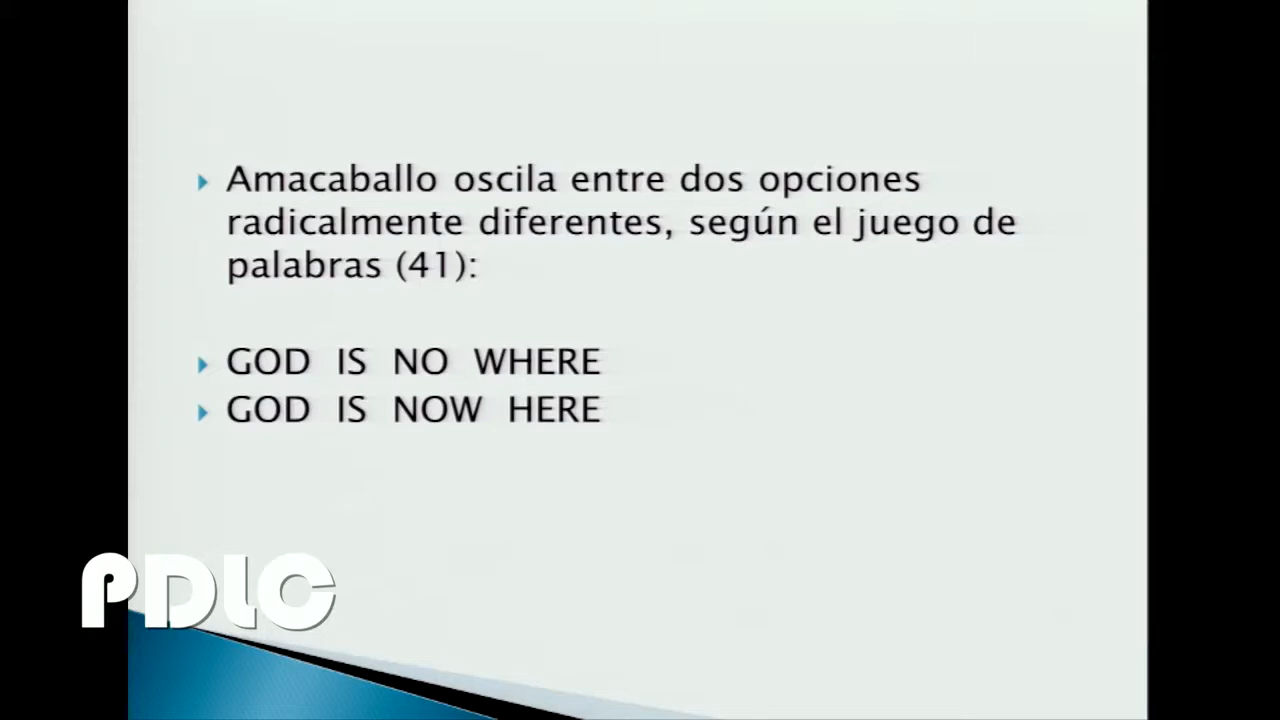 Amacaballo oscila entre dos opciones
radicalmente diferentes, según el juego de
palabras (41):
GOD IS NO WHERE
GOD IS NOW HERE
PDLC